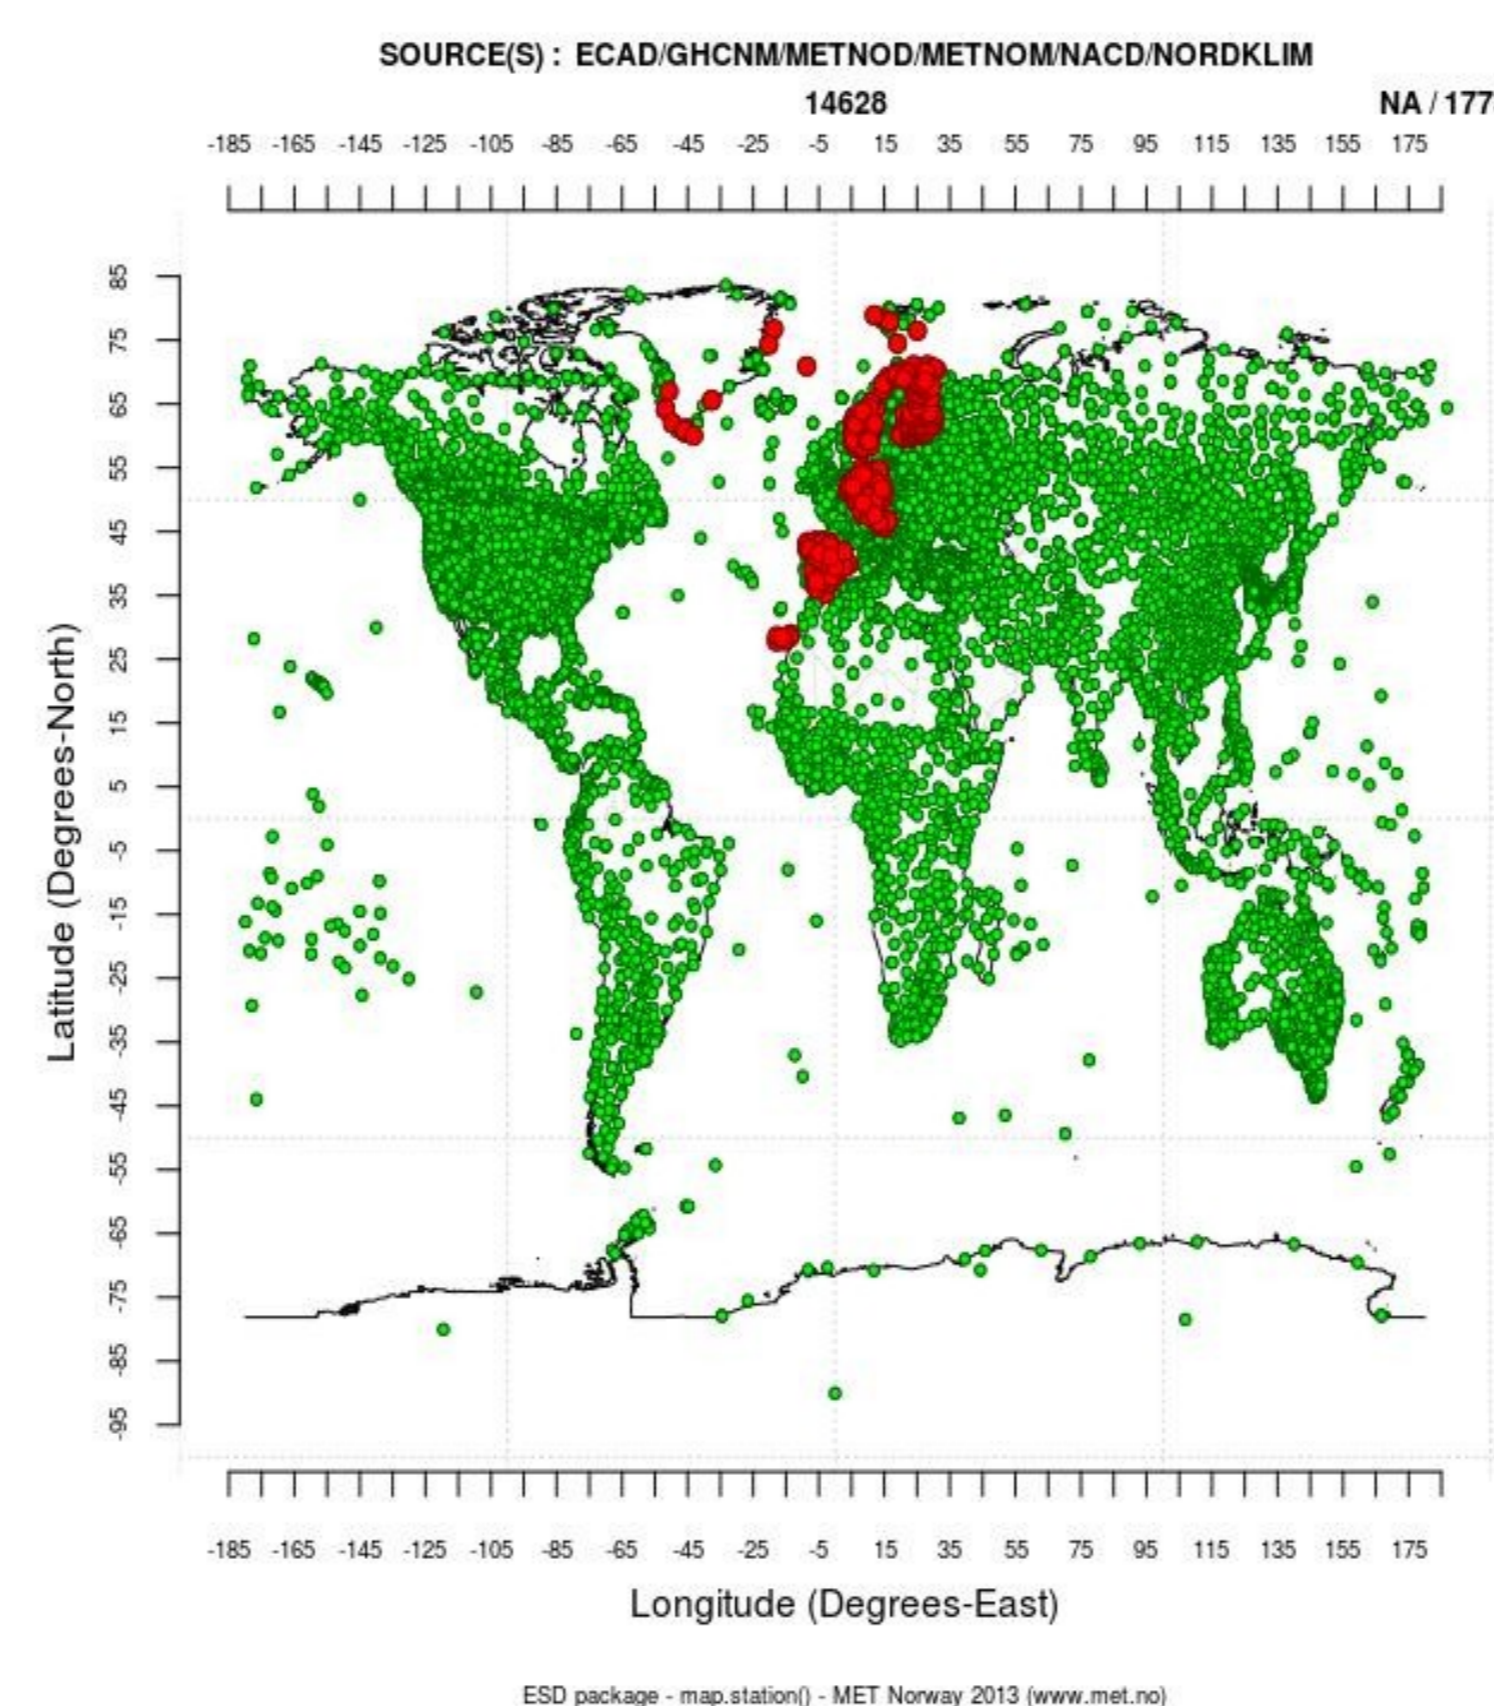 SOURCE(S) : ECAD/GHCNM/METNOD/METNOM/NACD/NORDKLIM
14628 NA / 177
-185 -165 -145 -125 -105 -85 -65 -45 -25 -5 15 35 55 75 95 115 135 155 175
85
75
65
55
45
35
25
15
5
-5
-15
-25
-35
-45
-55
-65
-75
-85
-95
Latitude (Degrees-North)
-185 -165 -145 -125 -105 -85 -65 -45 -25 -5 15 35 55 75 95 115 135 155 175
Longitude (Degrees-East)
ESD package - map.station() - MET Norway 2013 (www.met.no)